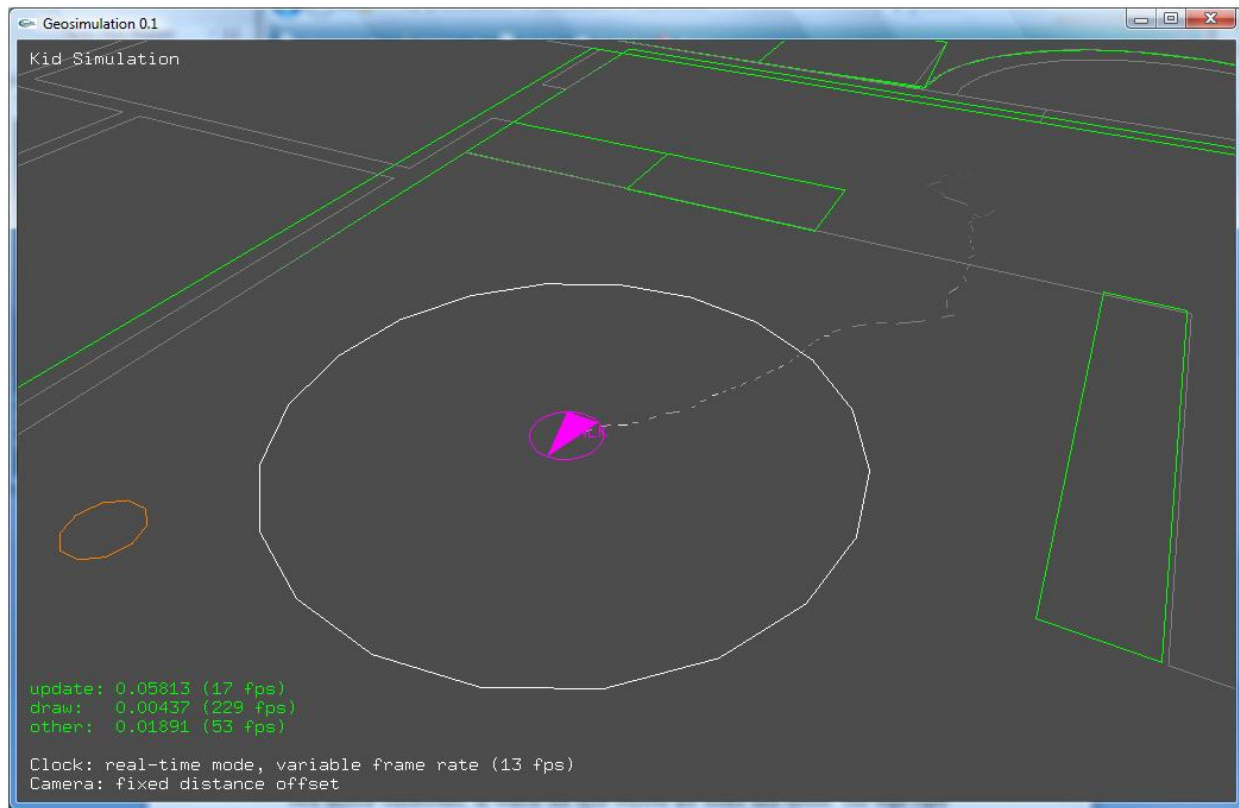 Geosimulation 0.1
Kid Simulation
update: 0.05813 (17 fps)
draw: 0.00437 (229 fps)
other: 0.01891 (53 fps)
Clock: real-time mode, variable frame rate (13 fps)
Camera: fixed distance offset